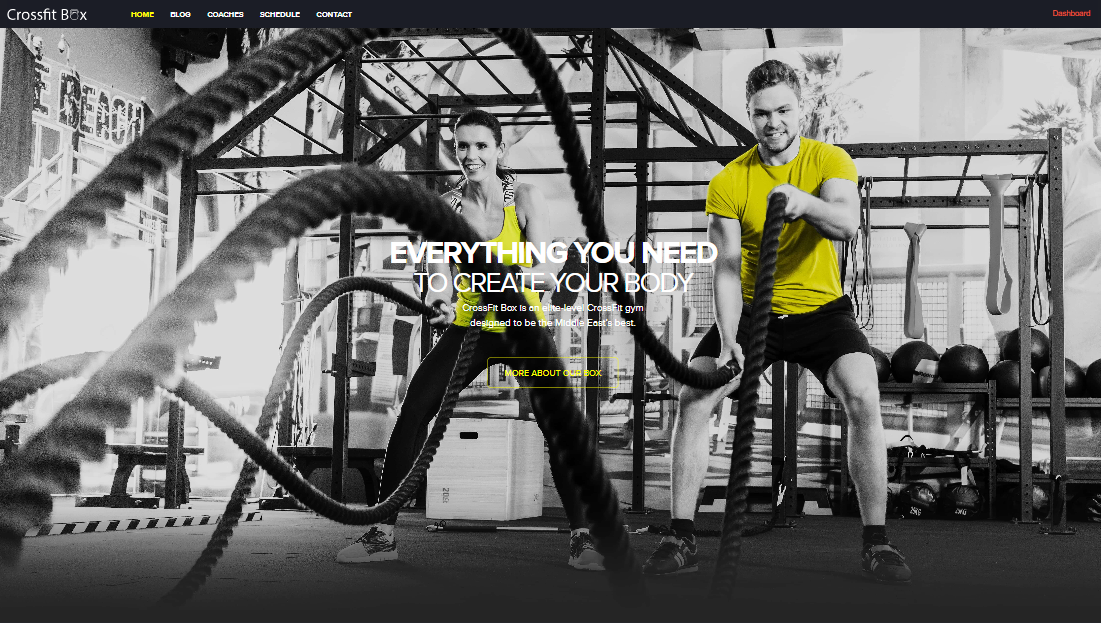 Crossfit Box
HOME BLOG COACHES SCHEDULE CONTACT
Dashboard
EVERYTHING YOU NEED
TO CREATE YOUR BODY
CrossFit Box is an elite-level CrossFit gym
designed to be the Middle East's best.
MORE ABOUT OUR BOX
20S